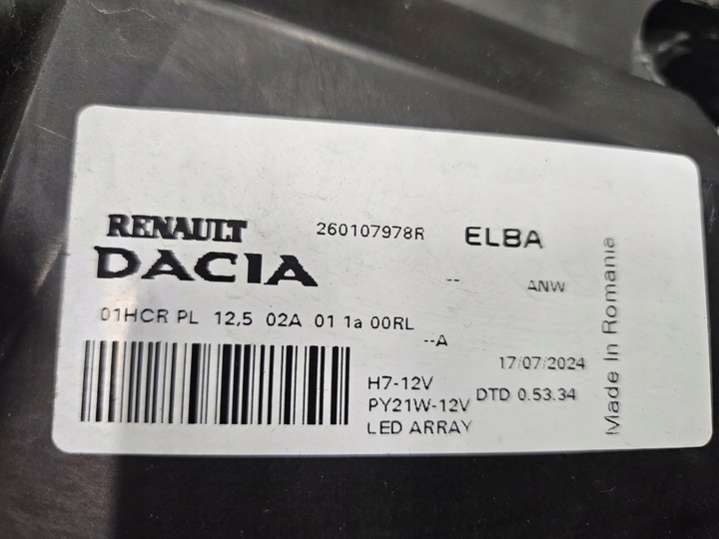 RENAULT 260107978R ELBA
DACIA -- ANW
01HCR PL 12,5 02A 01 1a 00RL
--A
17/07/2024
H7-12V
PY21W-12V DTD 0.53.34
LED ARRAY
Made In Romania